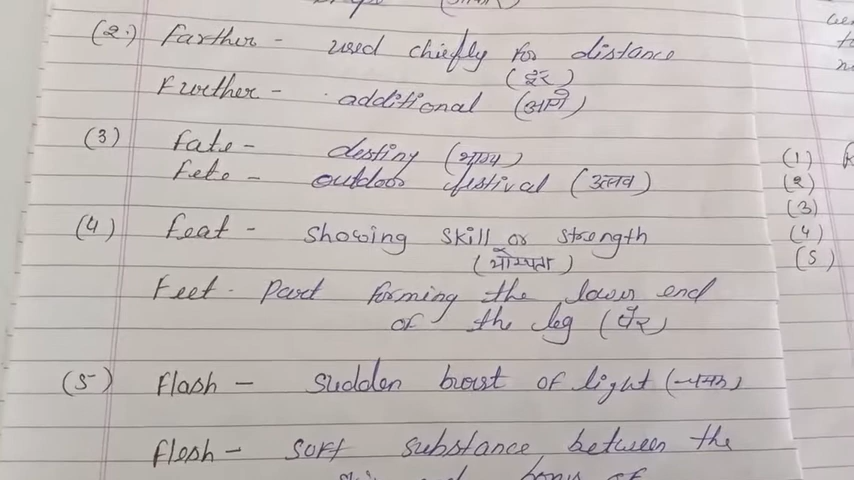 (2.) Farther - used chiefly for distance
(दूर)
Further - additional (आगे)
(3) Fate - destiny (भाग्य)
Fete - outdoor festival (उत्सव)
(4) Feat - showing skill or strength
(योग्यता)
Feet - Part forming the lower end
of the leg (पैर)
(5) Flash - sudden burst of light (चमक)
Flesh - soft substance between the
of
(1)
(2)
(3)
(4)
(5)